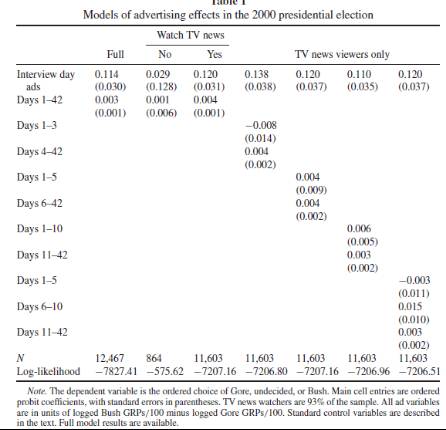 Table 1
Models of advertising effects in the 2000 presidential election
Watch TV news
Full No Yes TV news viewers only
Interview day 0.114 0.029 0.120 0.138 0.120 0.110 0.120
ads (0.030) (0.128) (0.031) (0.038) (0.037) (0.035) (0.037)
Days 1–42 0.003 0.001 0.004
(0.001) (0.006) (0.001)
Days 1–3 −0.008
(0.014)
Days 4–42 0.004
(0.002)
Days 1–5 0.004
(0.009)
Days 6–42 0.004
(0.002)
Days 1–10 0.006
(0.005)
Days 11–42 0.003
(0.002)
Days 1–5 −0.003
(0.011)
Days 6–10 0.015
(0.010)
Days 11–42 0.003
(0.002)
N 12,467 864 11,603 11,603 11,603 11,603 11,603
Log-likelihood −7827.41 −575.62 −7207.16 −7206.80 −7207.16 −7206.96 −7206.51
Note. The dependent variable is the ordered choice of Gore, undecided, or Bush. Main cell entries are ordered
probit coefficients, with standard errors in parentheses. TV news watchers are 93% of the sample. All ad variables
are in units of logged Bush GRPs/100 minus logged Gore GRPs/100. Standard control variables are described
in the text. Full model results are available.